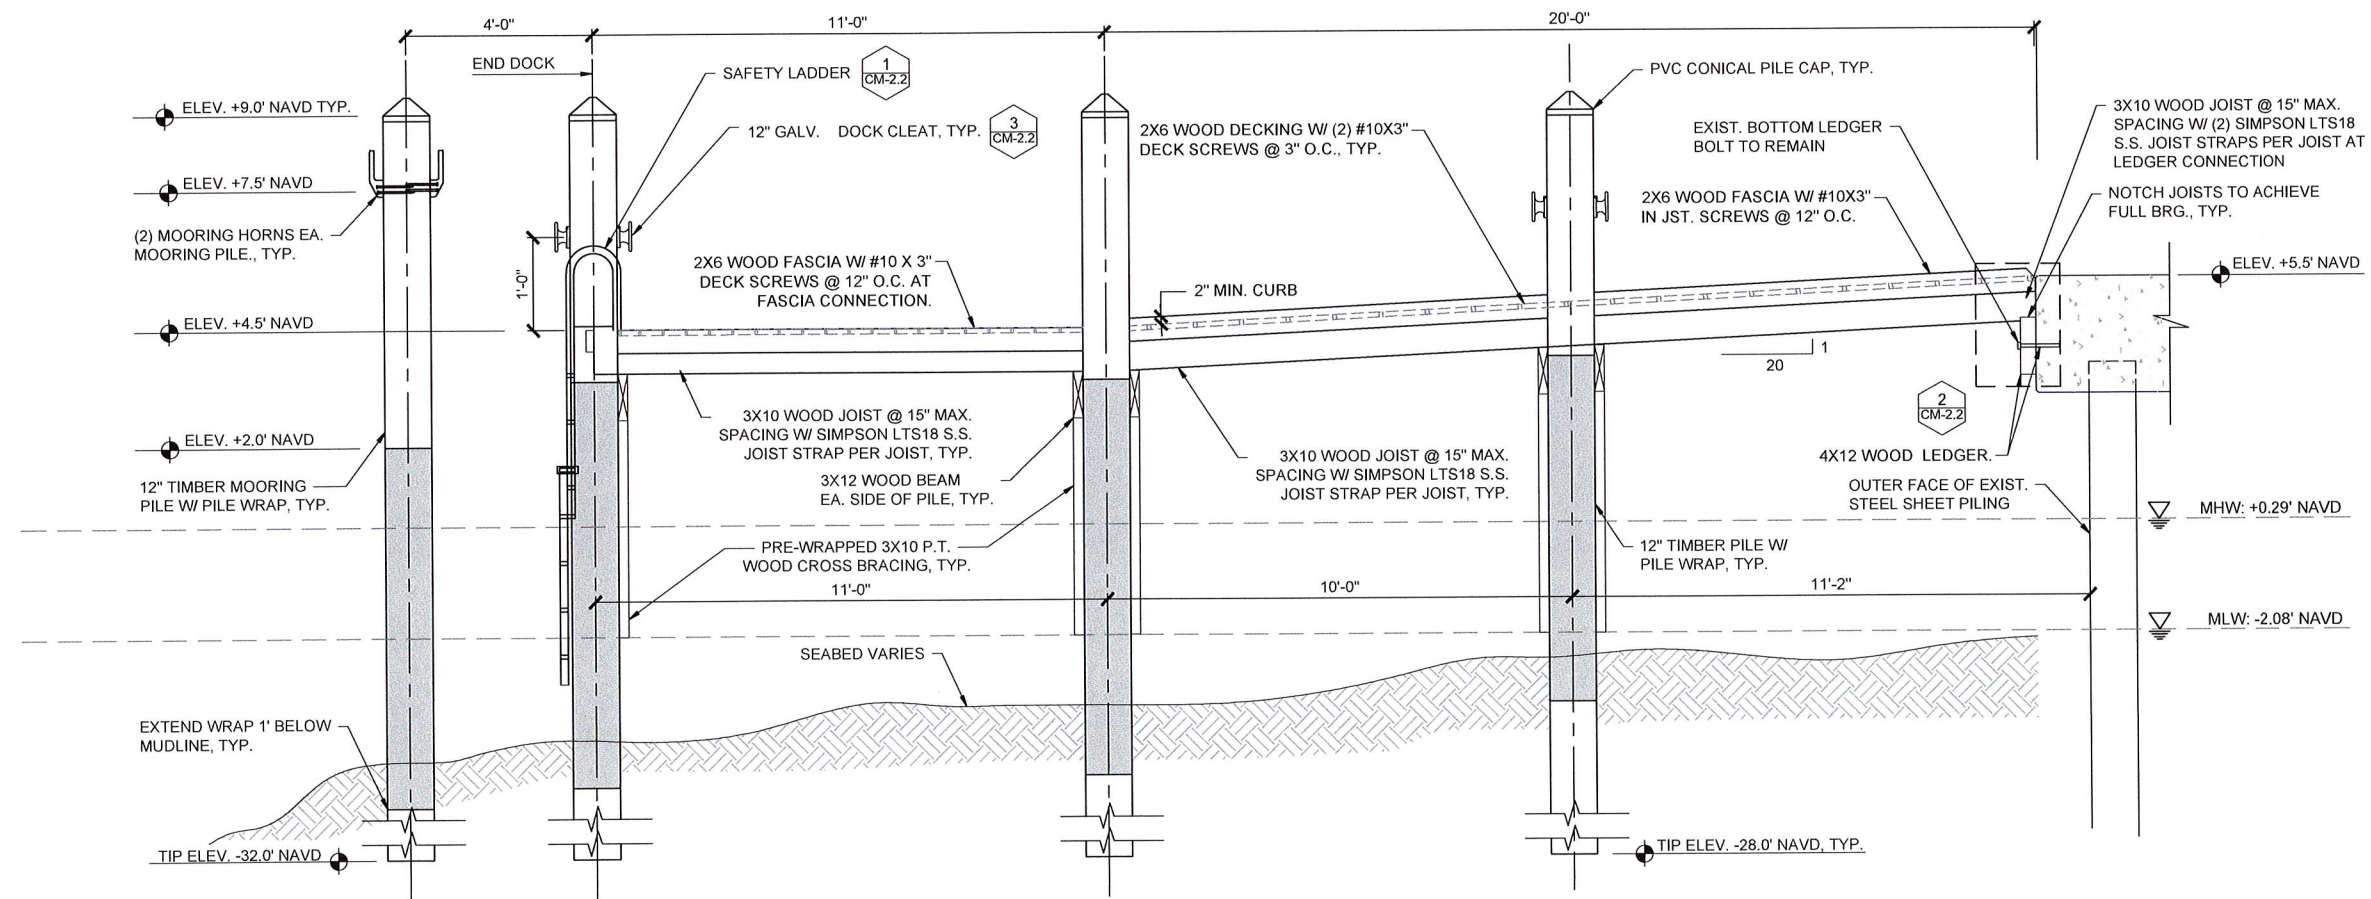 4'-0"
11'-0"
20'-0"
END DOCK
SAFETY LADDER
1
CM-2.2
PVC CONICAL PILE CAP, TYP.
ELEV. +9.0' NAVD TYP.
12" GALV. DOCK CLEAT, TYP.
3
CM-2.2
2X6 WOOD DECKING W/ (2) #10X3"
DECK SCREWS @ 3" O.C., TYP.
EXIST. BOTTOM LEDGER
BOLT TO REMAIN
3X10 WOOD JOIST @ 15" MAX.
SPACING W/ (2) SIMPSON LTS18
S.S. JOIST STRAPS PER JOIST AT
LEDGER CONNECTION
ELEV. +7.5' NAVD
2X6 WOOD FASCIA W/ #10X3"
IN JST. SCREWS @ 12" O.C.
NOTCH JOISTS TO ACHIEVE
FULL BRG., TYP.
(2) MOORING HORNS EA.
MOORING PILE., TYP.
1'-0"
2X6 WOOD FASCIA W/ #10 X 3"
DECK SCREWS @ 12" O.C. AT
FASCIA CONNECTION.
2" MIN. CURB
ELEV. +5.5' NAVD
ELEV. +4.5' NAVD
1
20
2
CM-2.2
ELEV. +2.0' NAVD
3X10 WOOD JOIST @ 15" MAX.
SPACING W/ SIMPSON LTS18 S.S.
JOIST STRAP PER JOIST, TYP.
3X12 WOOD BEAM
EA. SIDE OF PILE, TYP.
3X10 WOOD JOIST @ 15" MAX.
SPACING W/ SIMPSON LTS18 S.S.
JOIST STRAP PER JOIST, TYP.
4X12 WOOD LEDGER.
12" TIMBER MOORING
PILE W/ PILE WRAP, TYP.
OUTER FACE OF EXIST.
STEEL SHEET PILING
MHW: +0.29' NAVD
PRE-WRAPPED 3X10 P.T.
WOOD CROSS BRACING, TYP.
12" TIMBER PILE W/
PILE WRAP, TYP.
11'-0"
10'-0"
11'-2"
MLW: -2.08' NAVD
SEABED VARIES
EXTEND WRAP 1' BELOW
MUDLINE, TYP.
TIP ELEV. -32.0' NAVD
TIP ELEV. -28.0' NAVD, TYP.